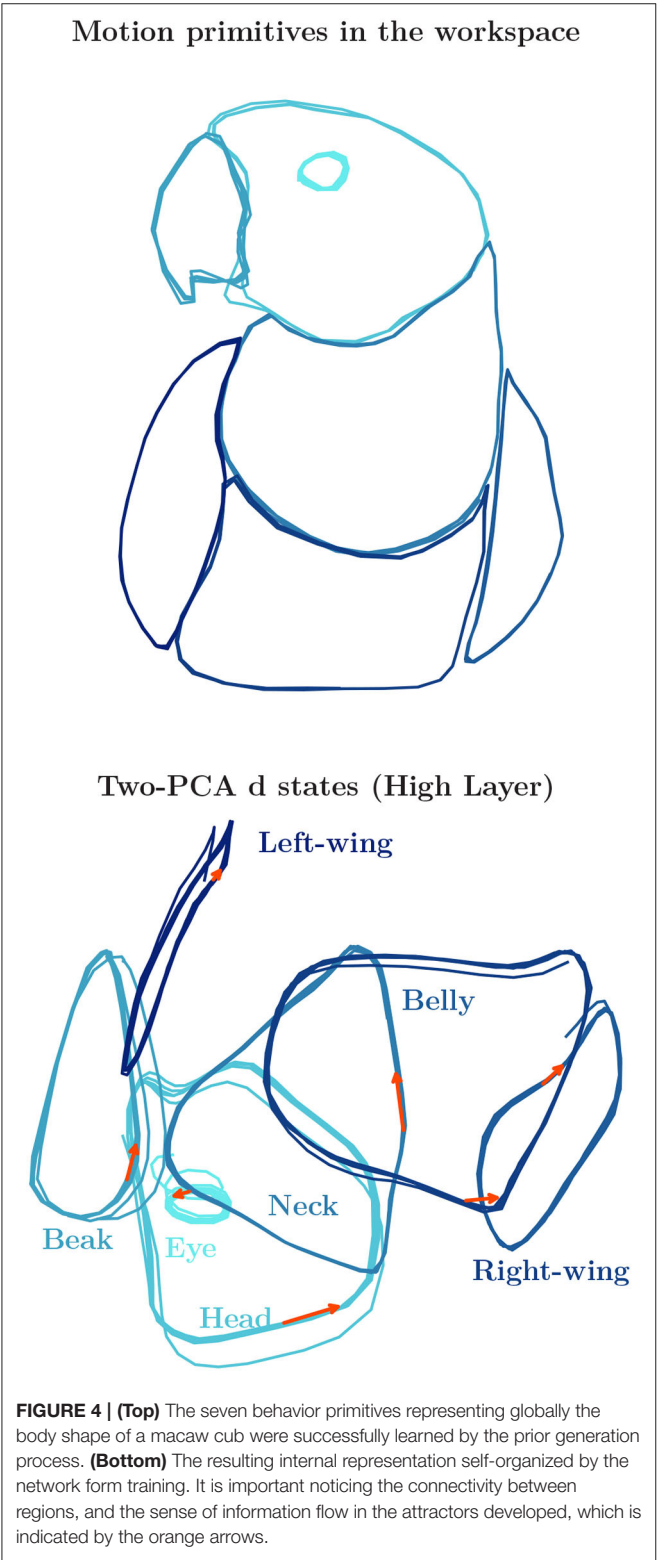 Motion primitives in the workspace
Two-PCA d states (High Layer)
Left-wing
Belly
Neck
Beak
Eye
Right-wing
Head
FIGURE 4 | (Top) The seven behavior primitives representing globally the
body shape of a macaw cub were successfully learned by the prior generation
process. (Bottom) The resulting internal representation self-organized by the
network form training. It is important noticing the connectivity between
regions, and the sense of information flow in the attractors developed, which is
indicated by the orange arrows.